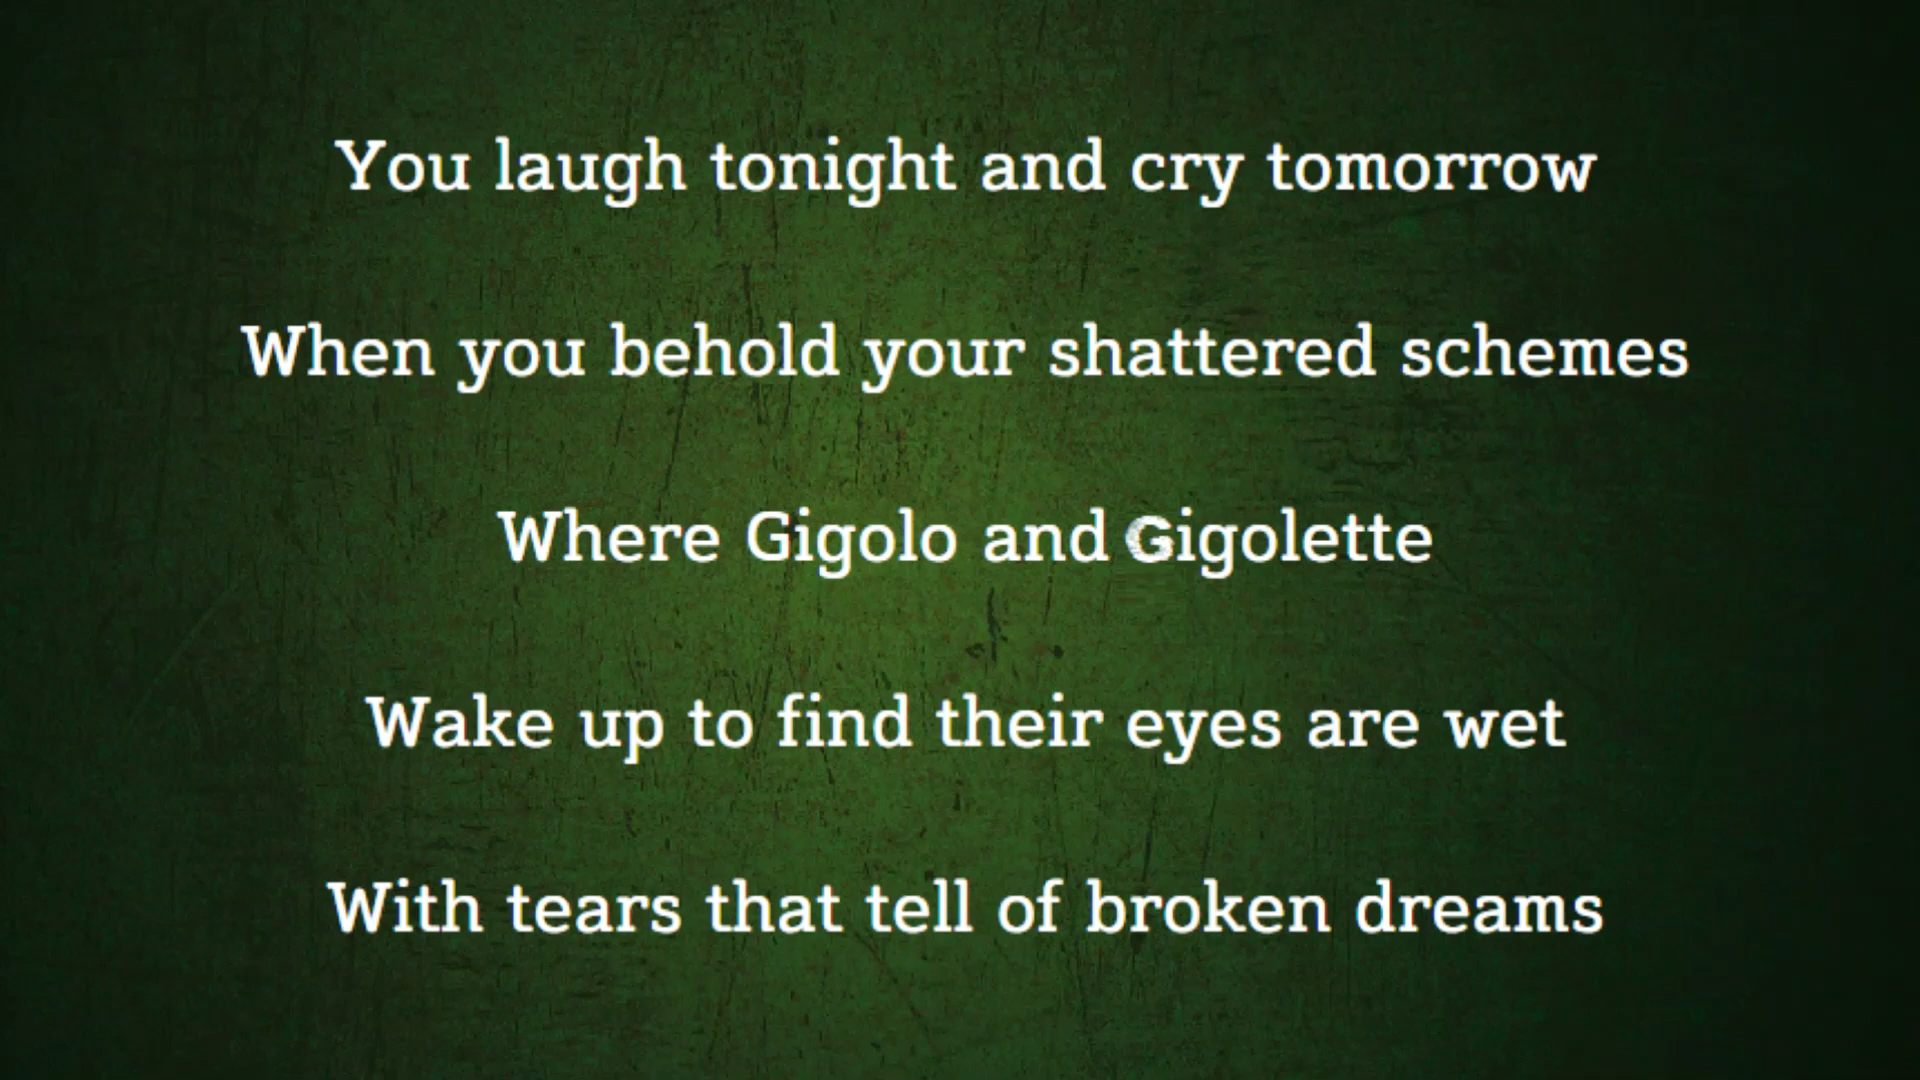 You laugh tonight and cry tomorrow
When you behold your shattered schemes
Where Gigolo and Gigolette
Wake up to find their eyes are wet
With tears that tell of broken dreams